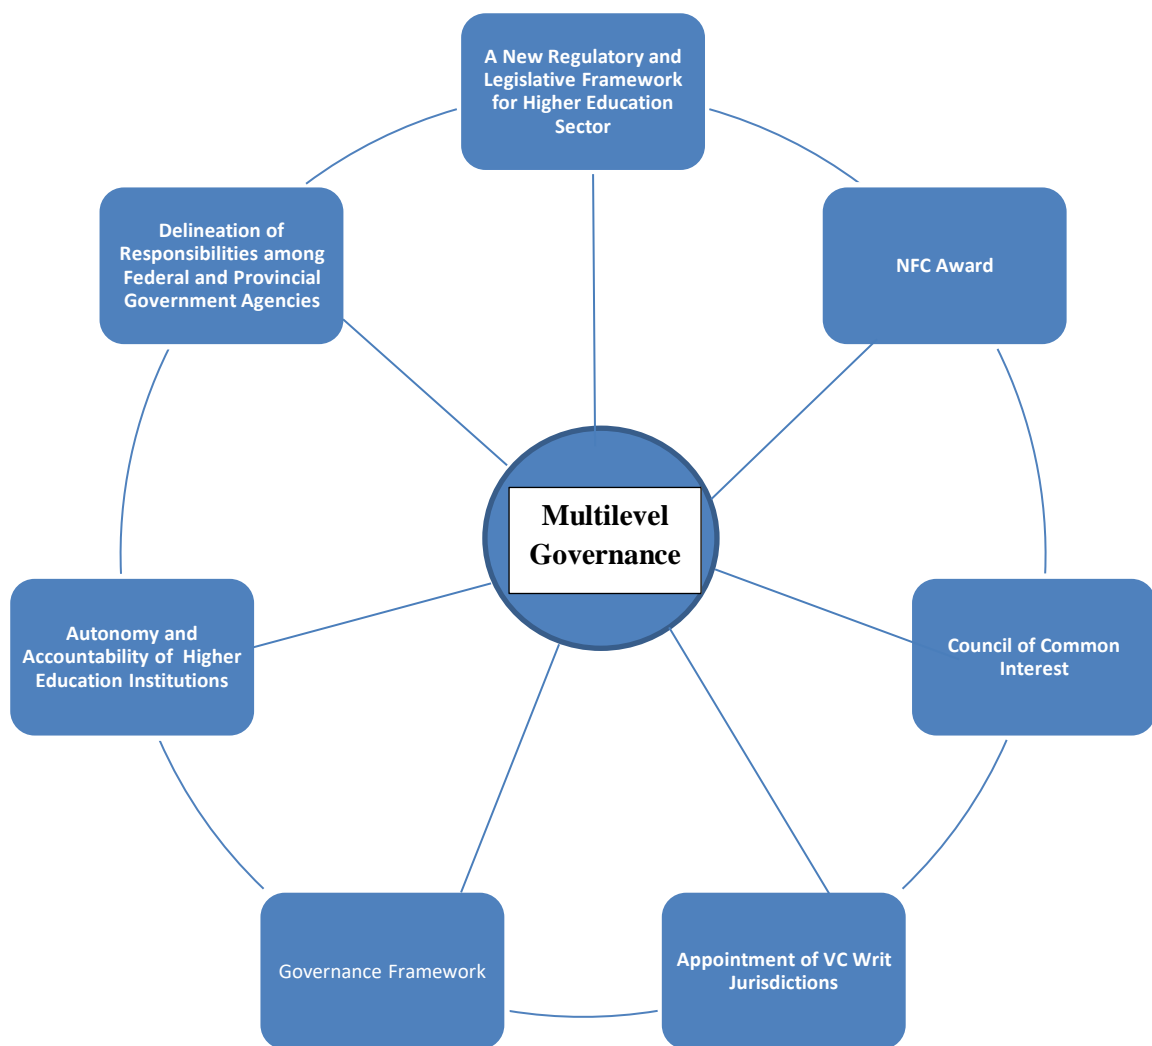 A New Regulatory and
Legislative Framework
for Higher Education
Sector
Delineation of
Responsibilities among
Federal and Provincial
Government Agencies
NFC Award
Multilevel
Governance
Autonomy and
Accountability of Higher
Education Institutions
Council of Common
Interest
Governance Framework
Appointment of VC Writ
Jurisdictions